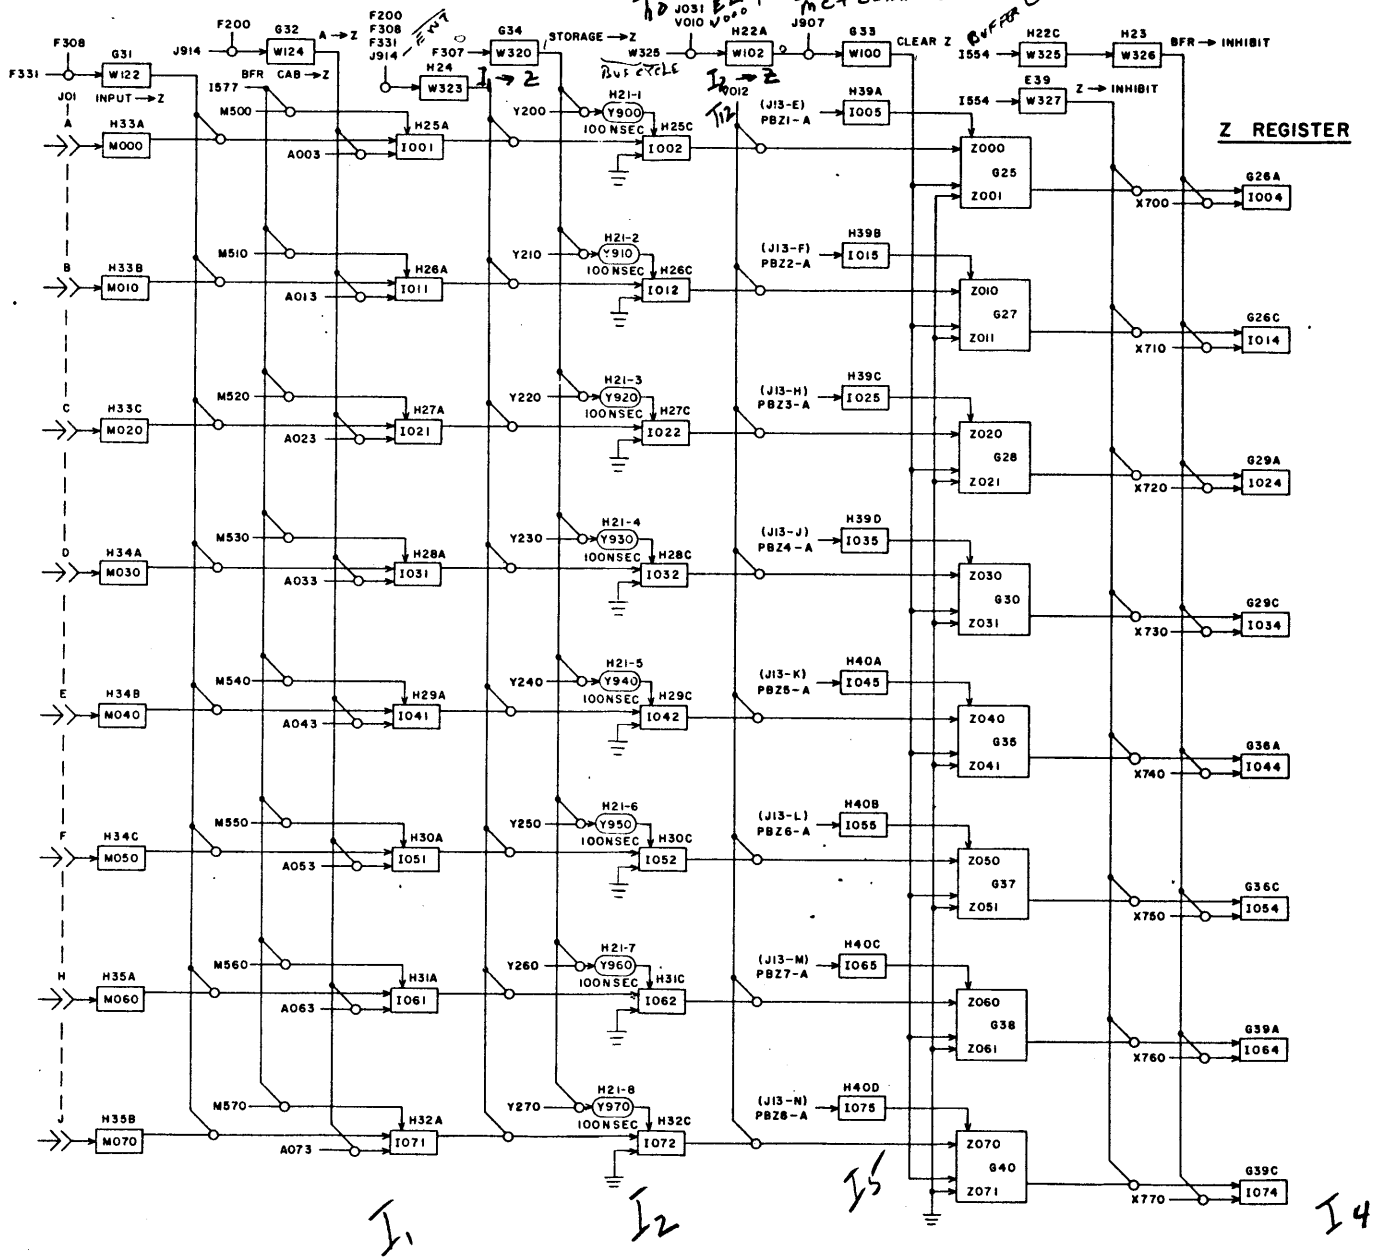 J031
V010
V000
J907
F200
G32
A → Z
F200
F308
F331
J914
G34
STORAGE → Z
H22A
G33
H22C
H23
F308
G31
J914
W124
F307
W320
W325
W102
W100
CLEAR Z
I554
W325
W326
BFR → INHIBIT
F331
W122
BFR CAB → Z
H24
I₁ → Z
BUF CYCLE
I₂ → Z
E39
Z → INHIBIT
J01
INPUT → Z
I577
W323
V012
I554
W327
T12
Z REGISTER
A
H33A
M000
M500
A003
H25A
I001
Y200
H21-1
Y900
100 NSEC
H25C
I002
(J13-E)
PBZ1-A
H39A
I005
Z000
G25
Z001
X700
G26A
I004
B
H33B
M010
M510
A013
H26A
I011
Y210
H21-2
Y910
100NSEC
H26C
I012
(J13-F)
PBZ2-A
H39B
I015
Z010
G27
Z011
X710
G26C
I014
C
H33C
M020
M520
A023
H27A
I021
Y220
H21-3
Y920
100NSEC
H27C
I022
(J13-H)
PBZ3-A
H39C
I025
Z020
G28
Z021
X720
G29A
I024
D
H34A
M030
M530
A033
H28A
I031
Y230
H21-4
Y930
100NSEC
H28C
I032
(J13-J)
PBZ4-A
H39D
I035
Z030
G30
Z031
X730
G29C
I034
E
H34B
M040
M540
A043
H29A
I041
Y240
H21-5
Y940
100NSEC
H29C
I042
(J13-K)
PBZ5-A
H40A
I045
Z040
G35
Z041
X740
G36A
I044
F
H34C
M050
M550
A053
H30A
I051
Y250
H21-6
Y950
100NSEC
H30C
I052
(J13-L)
PBZ6-A
H40B
I055
Z050
G37
Z051
X750
G36C
I054
H
H35A
M060
M560
A063
H31A
I061
Y260
H21-7
Y960
100NSEC
H31C
I062
(J13-M)
PBZ7-A
H40C
I065
Z060
G38
Z061
X760
G39A
I064
J
H35B
M070
M570
A073
H32A
I071
Y270
H21-8
Y970
100NSEC
H32C
I072
(J13-N)
PBZ8-A
H40D
I075
Z070
G40
Z071
X770
G39C
I074
I₁
I₂
I5
I4